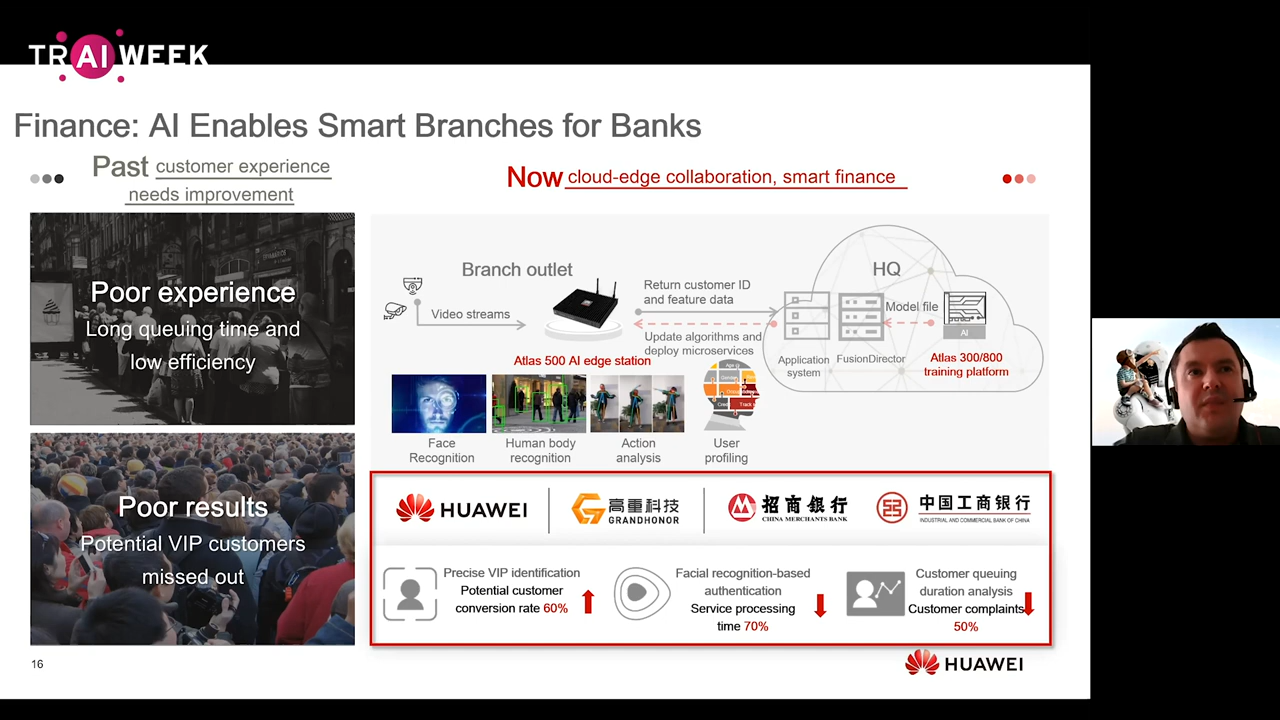 TRAI WEEK
Finance: AI Enables Smart Branches for Banks
Past customer experience
needs improvement
Now cloud-edge collaboration, smart finance
Poor experience
Long queuing time and
low efficiency
Poor results
Potential VIP customers
missed out
Branch outlet
Video streams
Atlas 500 AI edge station
Return customer ID
and feature data
Update algorithms and
deploy microservices
HQ
Model file
AI
Application
system
FusionDirector
Atlas 300/800
training platform
Face
Recognition
Human body
recognition
Action
analysis
User
profiling
HUAWEI
高重科技
GRANDHONOR
招商银行
CHINA MERCHANTS BANK
中国工商银行
INDUSTRIAL AND COMMERCIAL BANK OF CHINA
Precise VIP identification
Potential customer
conversion rate 60%
Facial recognition-based
authentication
Service processing
time 70%
Customer queuing
duration analysis
Customer complaints
50%
16
HUAWEI